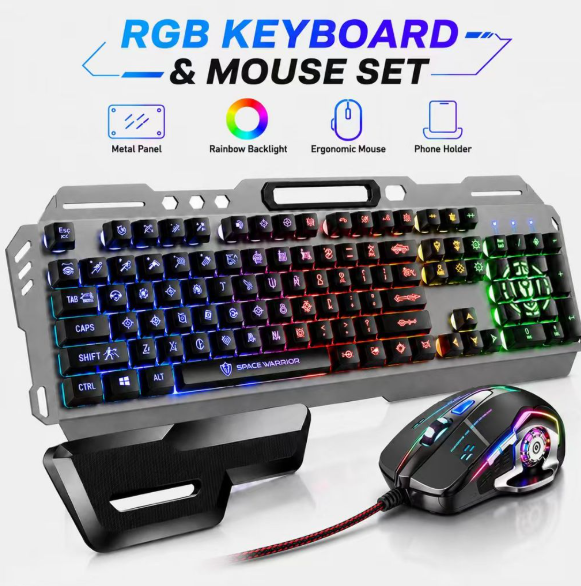 RGB KEYBOARD
& MOUSE SET
Metal Panel
Rainbow Backlight
Ergonomic Mouse
Phone Holder
Esc
TAB
CAPS
SHIFT
CTRL
ALT
SPACE WARRIOR